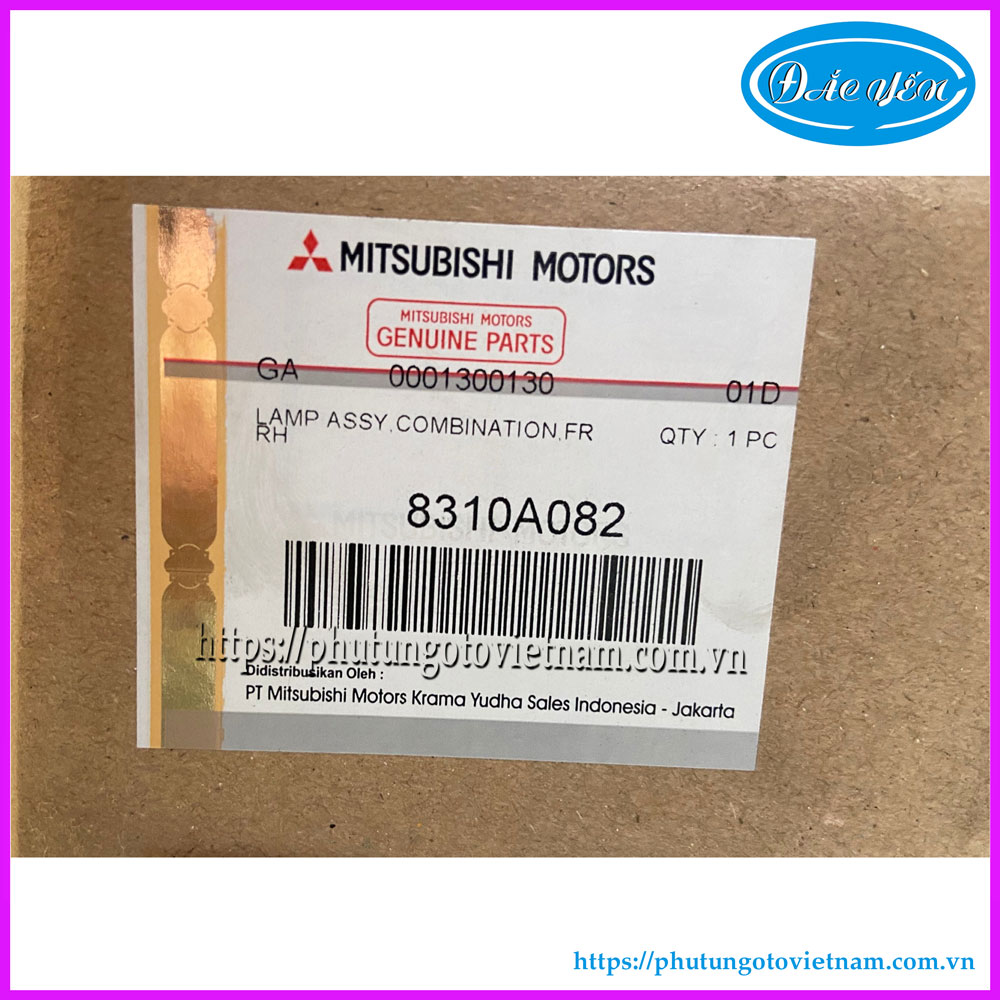 ĐẮC YẾN
MITSUBISHI MOTORS
MITSUBISHI MOTORS
GENUINE PARTS
GA 0001300130 01D
LAMP ASSY,COMBINATION,FR
RH QTY : 1 PC
8310A082
MITSUBISHI MOTORS
https://phutungotovietnam.com.vn
Didistribusikan Oleh :
PT Mitsubishi Motors Krama Yudha Sales Indonesia - Jakarta
https://phutungotovietnam.com.vn